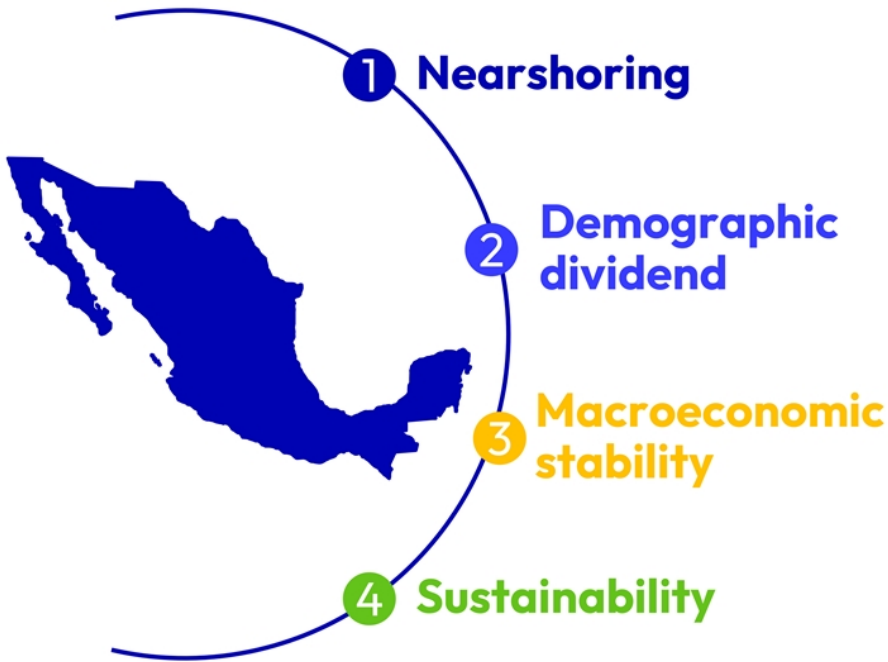 1 Nearshoring
2 Demographic
dividend
3 Macroeconomic
stability
4 Sustainability